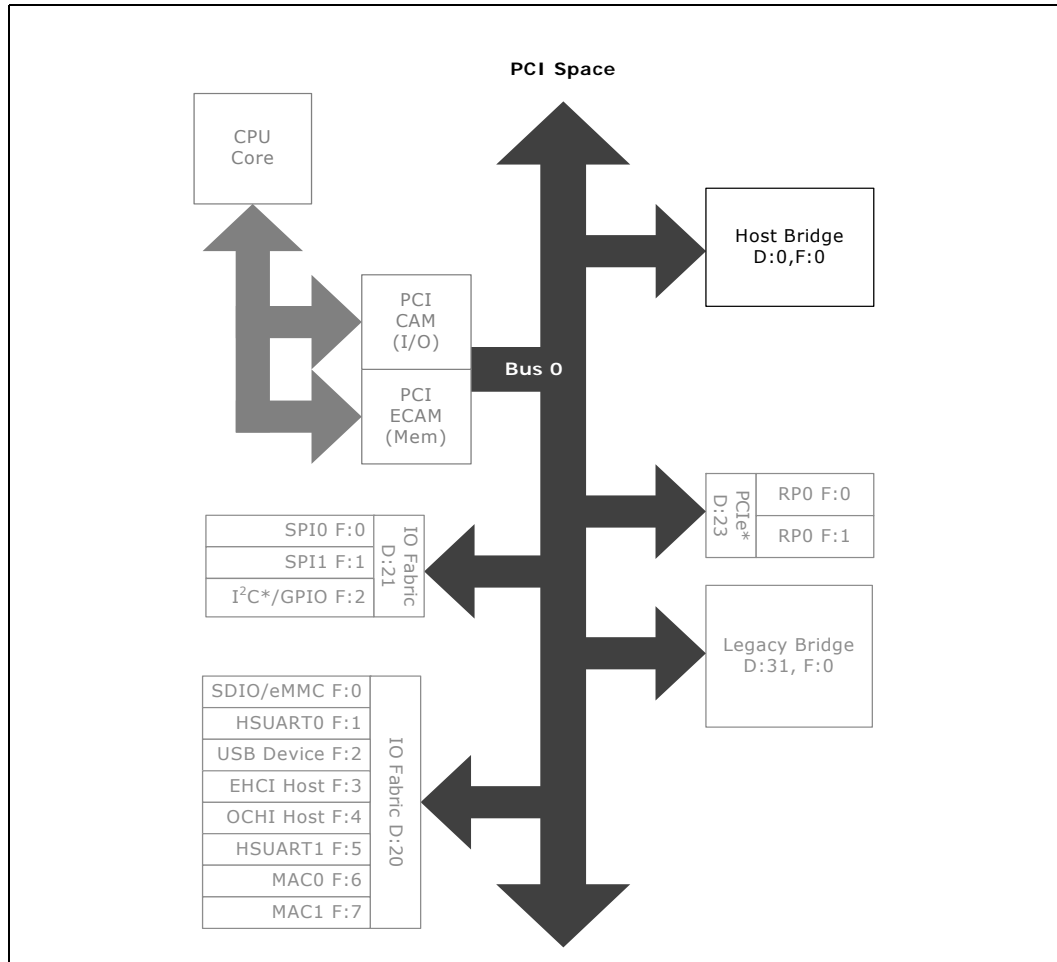 PCI Space
CPU
Core
Host Bridge
D:0,F:0
PCI
CAM
(I/O)
Bus 0
PCI
ECAM
(Mem)
PCIe*
D:23
RP0 F:0
RP0 F:1
SPI0 F:0
SPI1 F:1
I²C*/GPIO F:2
IO Fabric
D:21
Legacy Bridge
D:31, F:0
SDIO/eMMC F:0
HSUART0 F:1
USB Device F:2
EHCI Host F:3
OCHI Host F:4
HSUART1 F:5
MAC0 F:6
MAC1 F:7
IO Fabric D:20